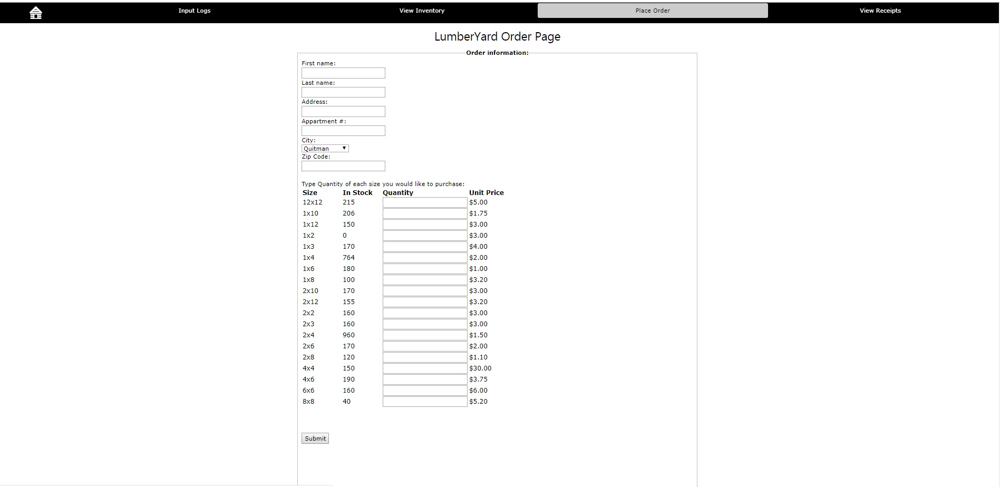 Input Logs View Inventory Place Order View Receipts
LumberYard Order Page
Order information:
First name:
Last name:
Address:
Appartment #:
City:
Quitman
Zip Code:
Type Quantity of each size you would like to purchase:
Size In Stock Quantity Unit Price
12x12 215 $5.00
1x10 206 $1.75
1x12 150 $3.00
1x2 0 $3.00
1x3 170 $4.00
1x4 764 $2.00
1x6 180 $1.00
1x8 100 $3.20
2x10 170 $3.00
2x12 155 $3.20
2x2 160 $3.00
2x3 160 $3.00
2x4 960 $1.50
2x6 170 $2.00
2x8 120 $1.10
4x4 150 $30.00
4x6 190 $3.75
6x6 160 $6.00
8x8 40 $5.20
Submit